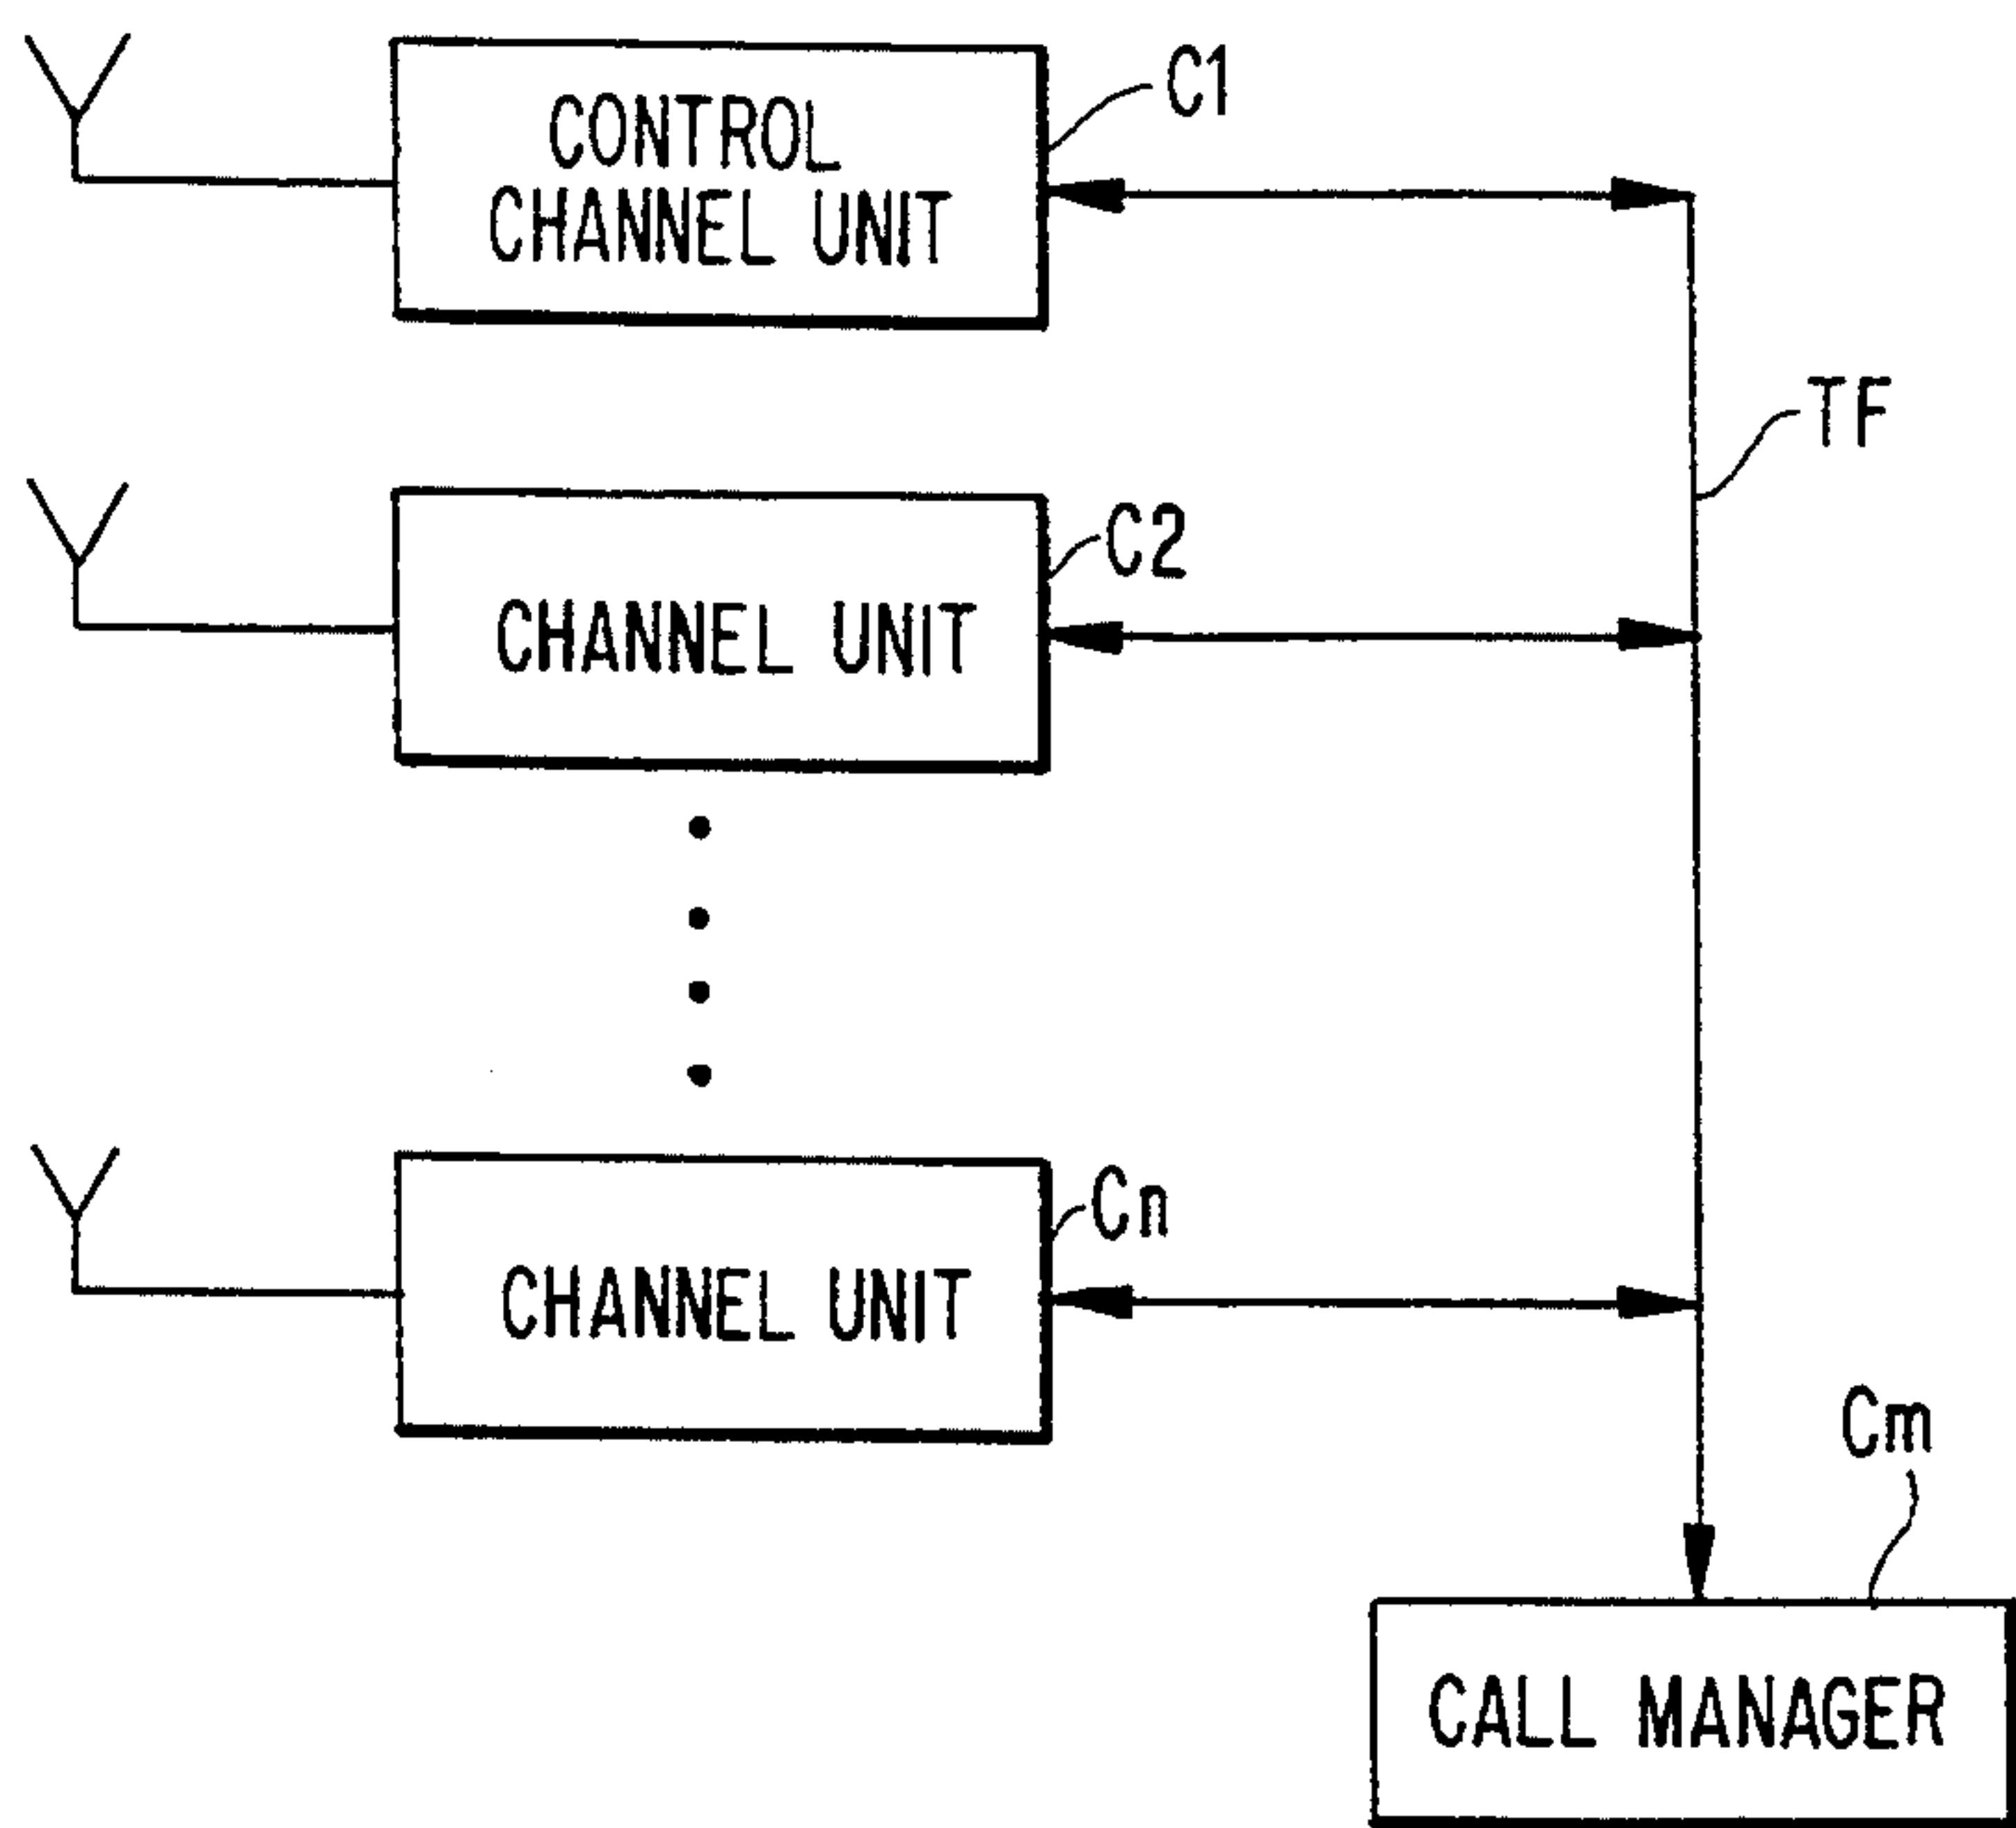 CONTROL
CHANNEL UNIT
C1
TF
CHANNEL UNIT
C2
CHANNEL UNIT
Cn
Cm
CALL MANAGER